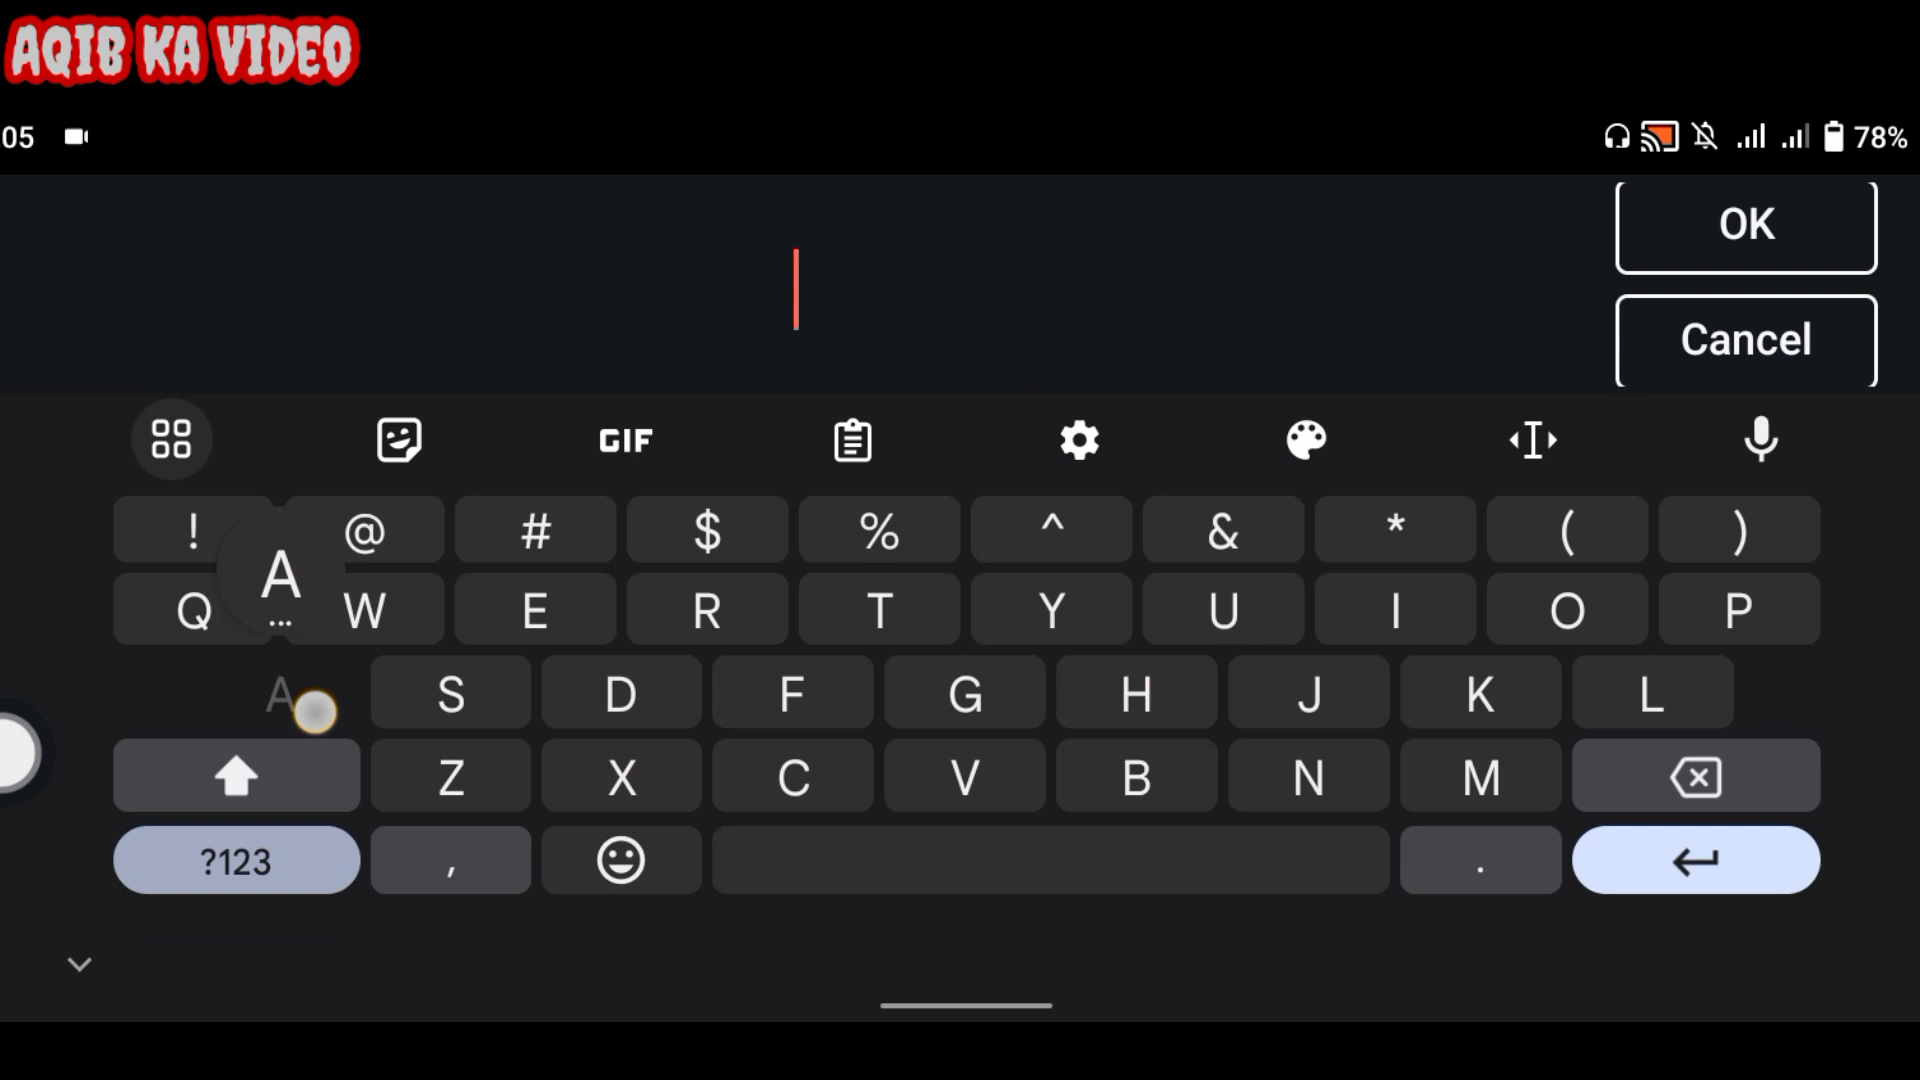 AQIB KA VIDEO
05 78%
OK
Cancel
GIF
! @ # $ % ^ & * ( )
A
...
Q W E R T Y U I O P
A S D F G H J K L
Z X C V B N M
?123 , .